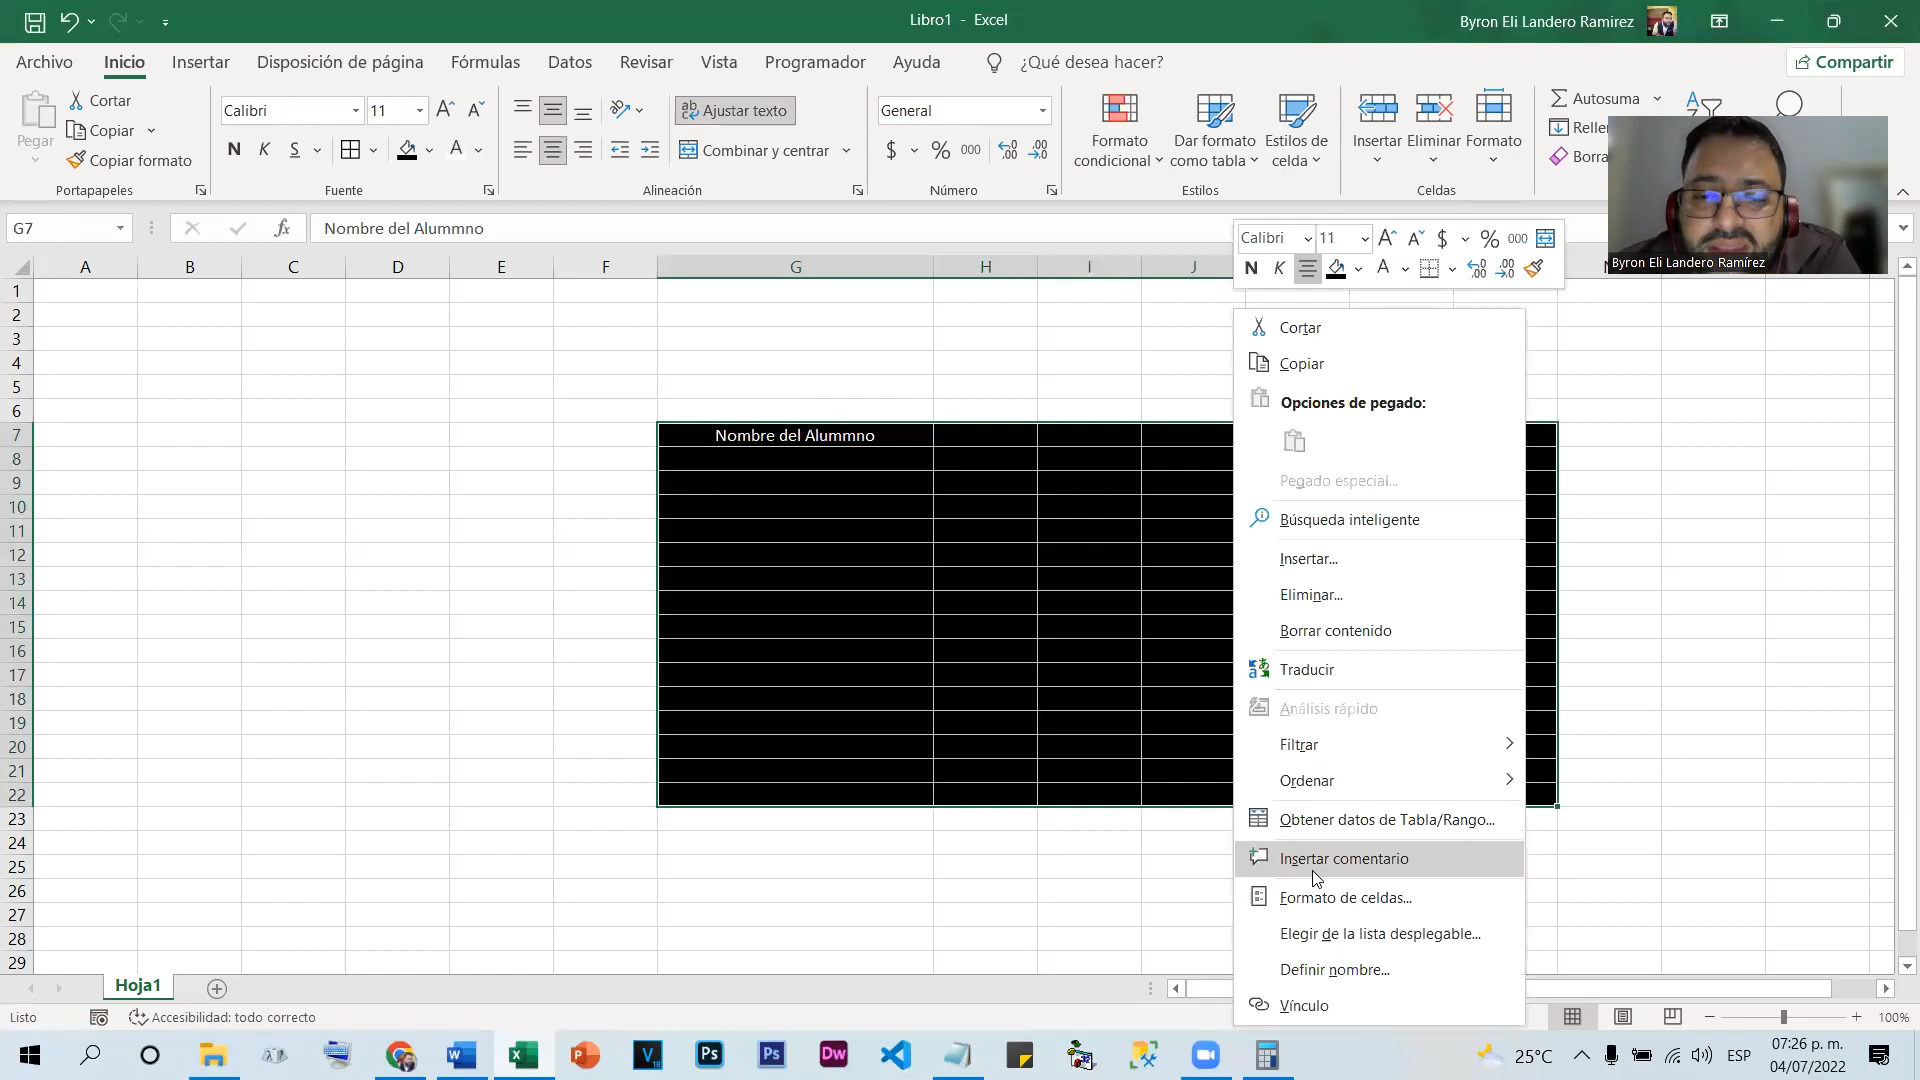 Libro1 - Excel
Byron Eli Landero Ramirez
Archivo
Inicio
Insertar
Disposición de página
Fórmulas
Datos
Revisar
Vista
Programador
Ayuda
¿Qué desea hacer?
Compartir
Pegar
Cortar
Copiar
Copiar formato
Portapapeles
Calibri
11
N K S
Fuente
Ajustar texto
Combinar y centrar
Alineación
General
$ % 000
Número
Formato condicional
Dar formato como tabla
Estilos de celda
Estilos
Insertar
Eliminar
Formato
Celdas
Autosuma
Relle
Borra
G7
Nombre del Alummno
Calibri
11
$ % 000
N K
Byron Eli Landero Ramírez
A B C D E F G H I J
1
2
3
4
5
6
7
Nombre del Alummno
8
9
10
11
12
13
14
15
16
17
18
19
20
21
22
23
24
25
26
27
28
29
Cortar
Copiar
Opciones de pegado:
Pegado especial...
Búsqueda inteligente
Insertar...
Eliminar...
Borrar contenido
Traducir
Análisis rápido
Filtrar
Ordenar
Obtener datos de Tabla/Rango...
Insertar comentario
Formato de celdas...
Elegir de la lista desplegable...
Definir nombre...
Vínculo
Hoja1
Listo
Accesibilidad: todo correcto
100%
25°C
ESP
07:26 p. m.
04/07/2022